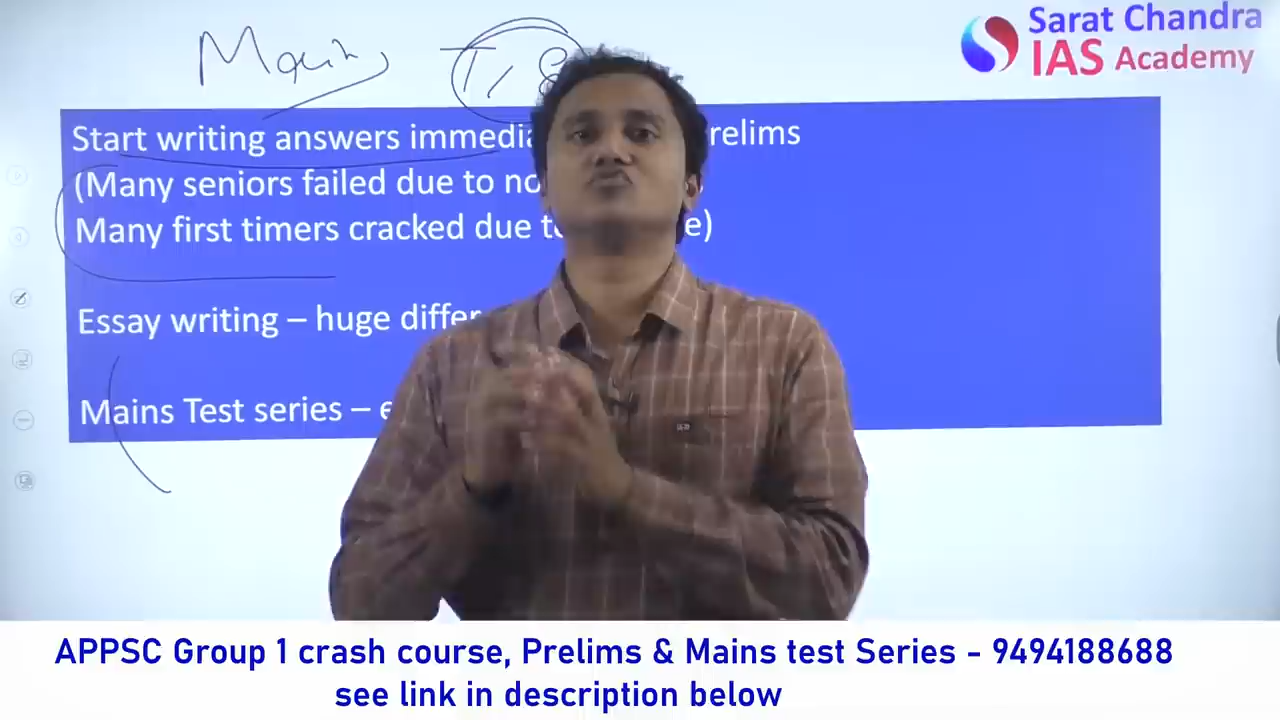 Sarat Chandra
IAS Academy
Mains T, S
Start writing answers immedia relims
(Many seniors failed due to no
Many first timers cracked due t e)
Essay writing – huge differ
Mains Test series – e
APPSC Group 1 crash course, Prelims & Mains test Series - 9494188688
see link in description below